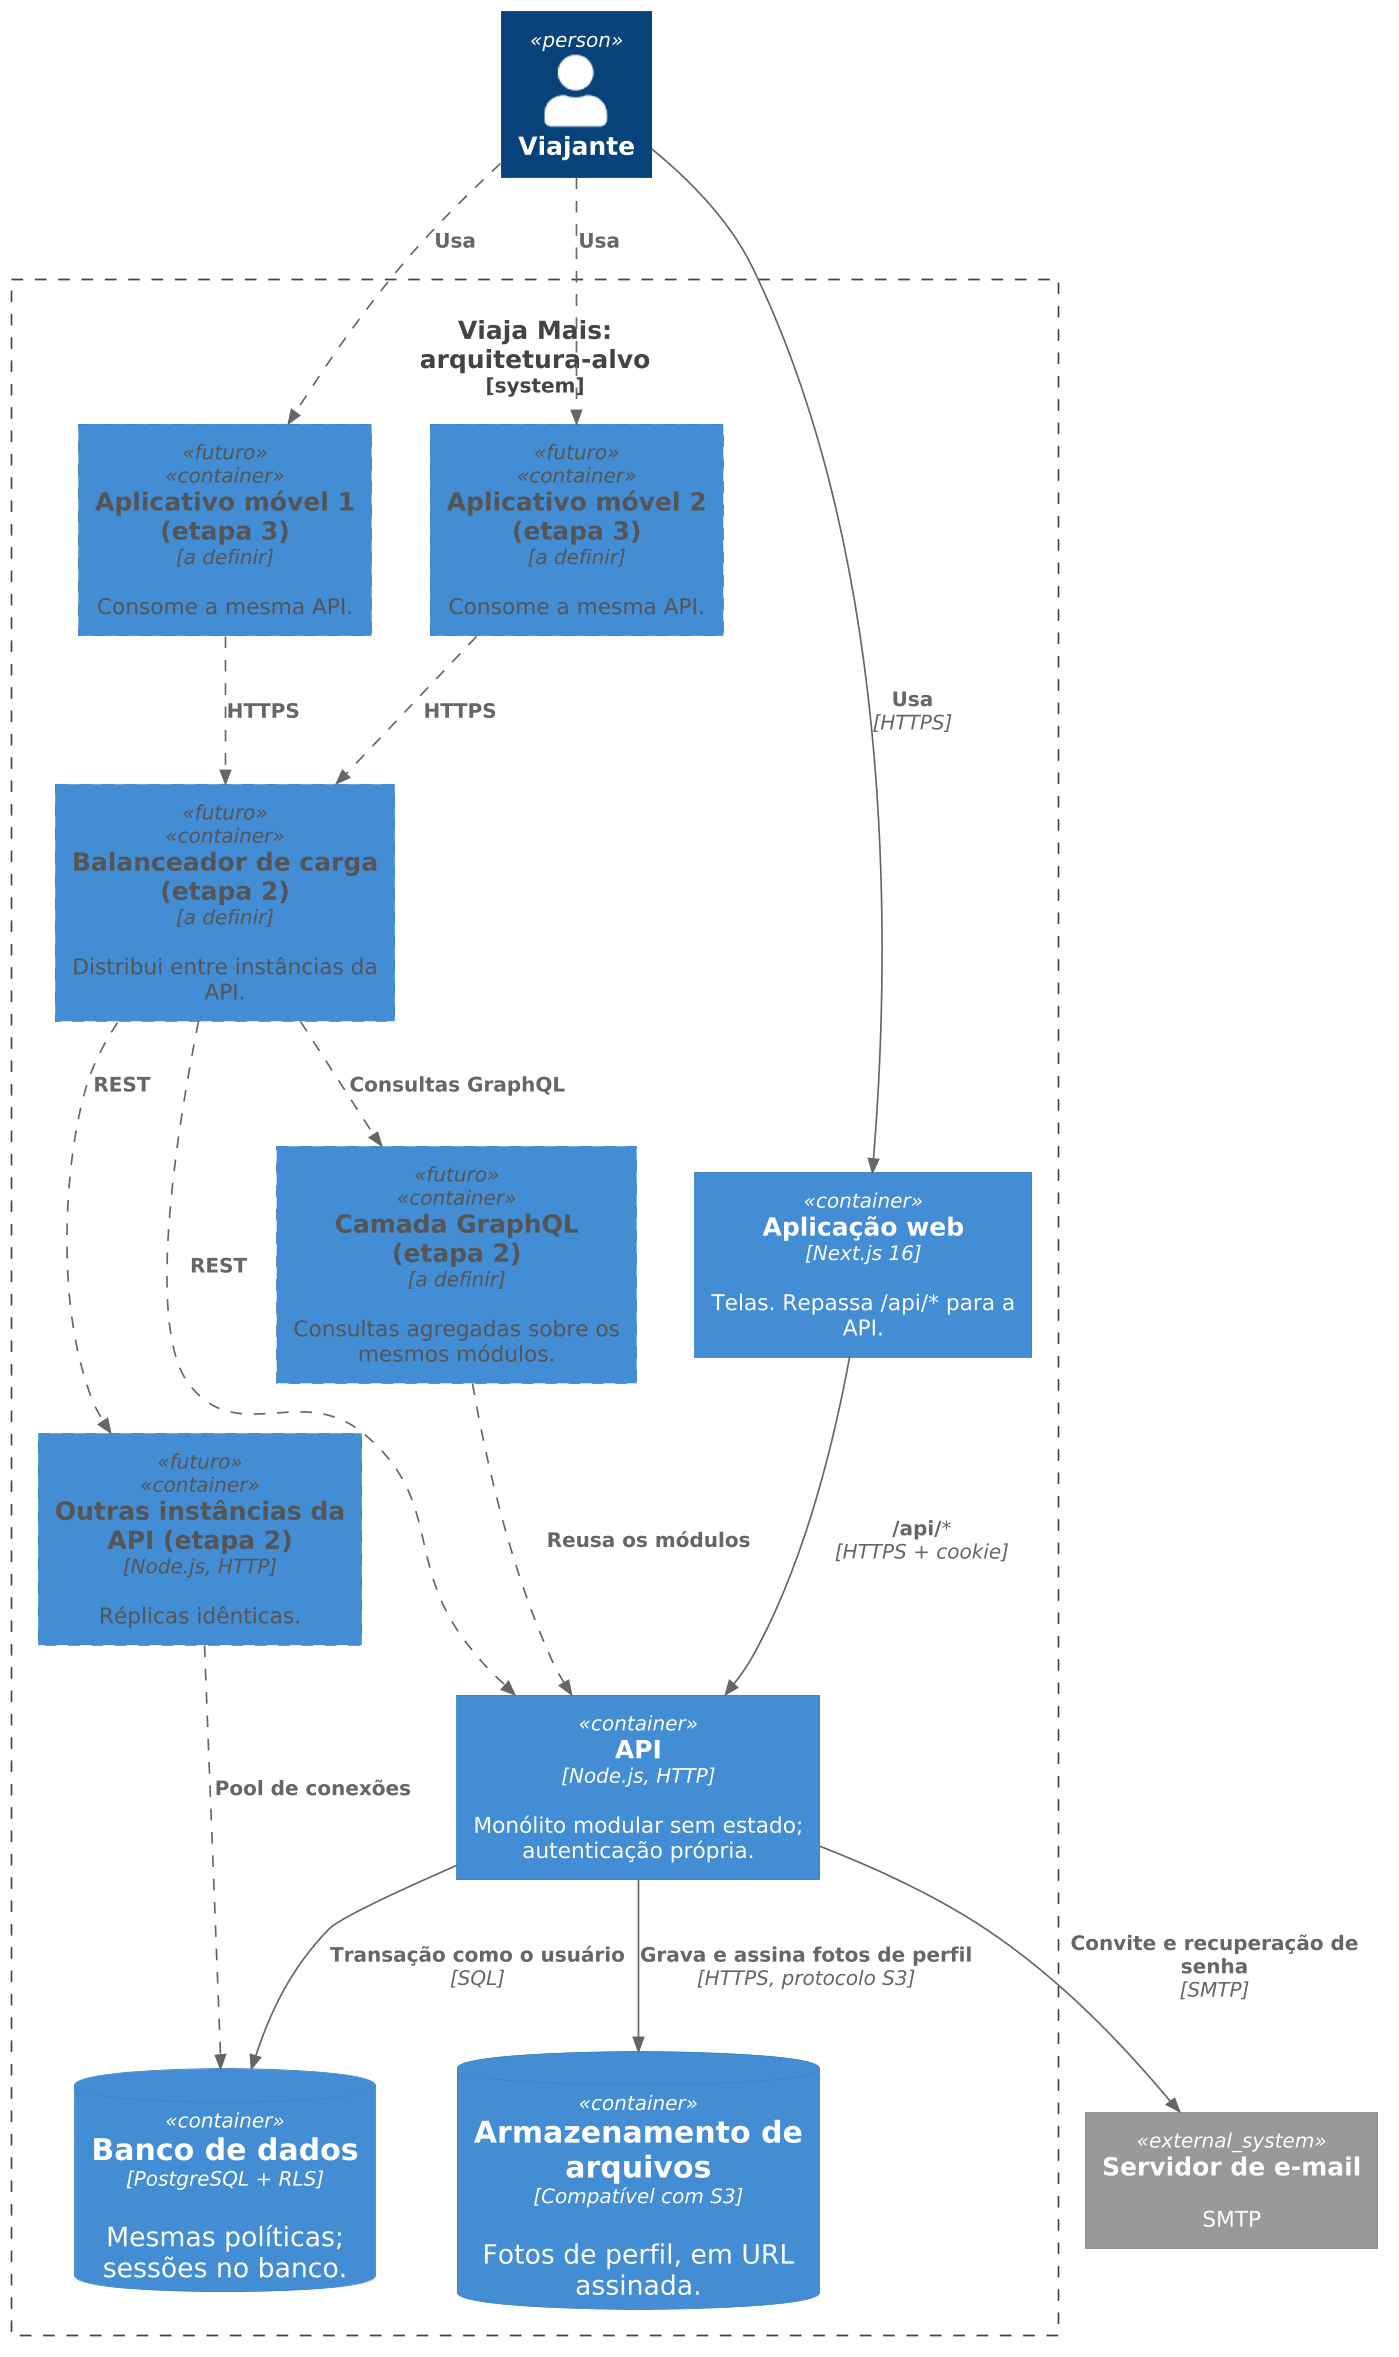 «person»
Viajante
Usa
Usa
Viaja Mais:
arquitetura-alvo
[system]
«futuro»
«container»
Aplicativo móvel 1
(etapa 3)
[a definir]
Consome a mesma API.
«futuro»
«container»
Aplicativo móvel 2
(etapa 3)
[a definir]
Consome a mesma API.
Usa
[HTTPS]
HTTPS
HTTPS
«futuro»
«container»
Balanceador de carga
(etapa 2)
[a definir]
Distribui entre instâncias da
API.
REST
Consultas GraphQL
REST
«futuro»
«container»
Camada GraphQL
(etapa 2)
[a definir]
Consultas agregadas sobre os
mesmos módulos.
«container»
Aplicação web
[Next.js 16]
Telas. Repassa /api/* para a
API.
«futuro»
«container»
Outras instâncias da
API (etapa 2)
[Node.js, HTTP]
Réplicas idênticas.
Reusa os módulos
/api/*
[HTTPS + cookie]
«container»
API
[Node.js, HTTP]
Monólito modular sem estado;
autenticação própria.
Pool de conexões
Transação como o usuário
[SQL]
Grava e assina fotos de perfil
[HTTPS, protocolo S3]
Convite e recuperação de
senha
[SMTP]
«container»
Banco de dados
[PostgreSQL + RLS]
Mesmas políticas;
sessões no banco.
«container»
Armazenamento de
arquivos
[Compatível com S3]
Fotos de perfil, em URL
assinada.
«external_system»
Servidor de e-mail
SMTP